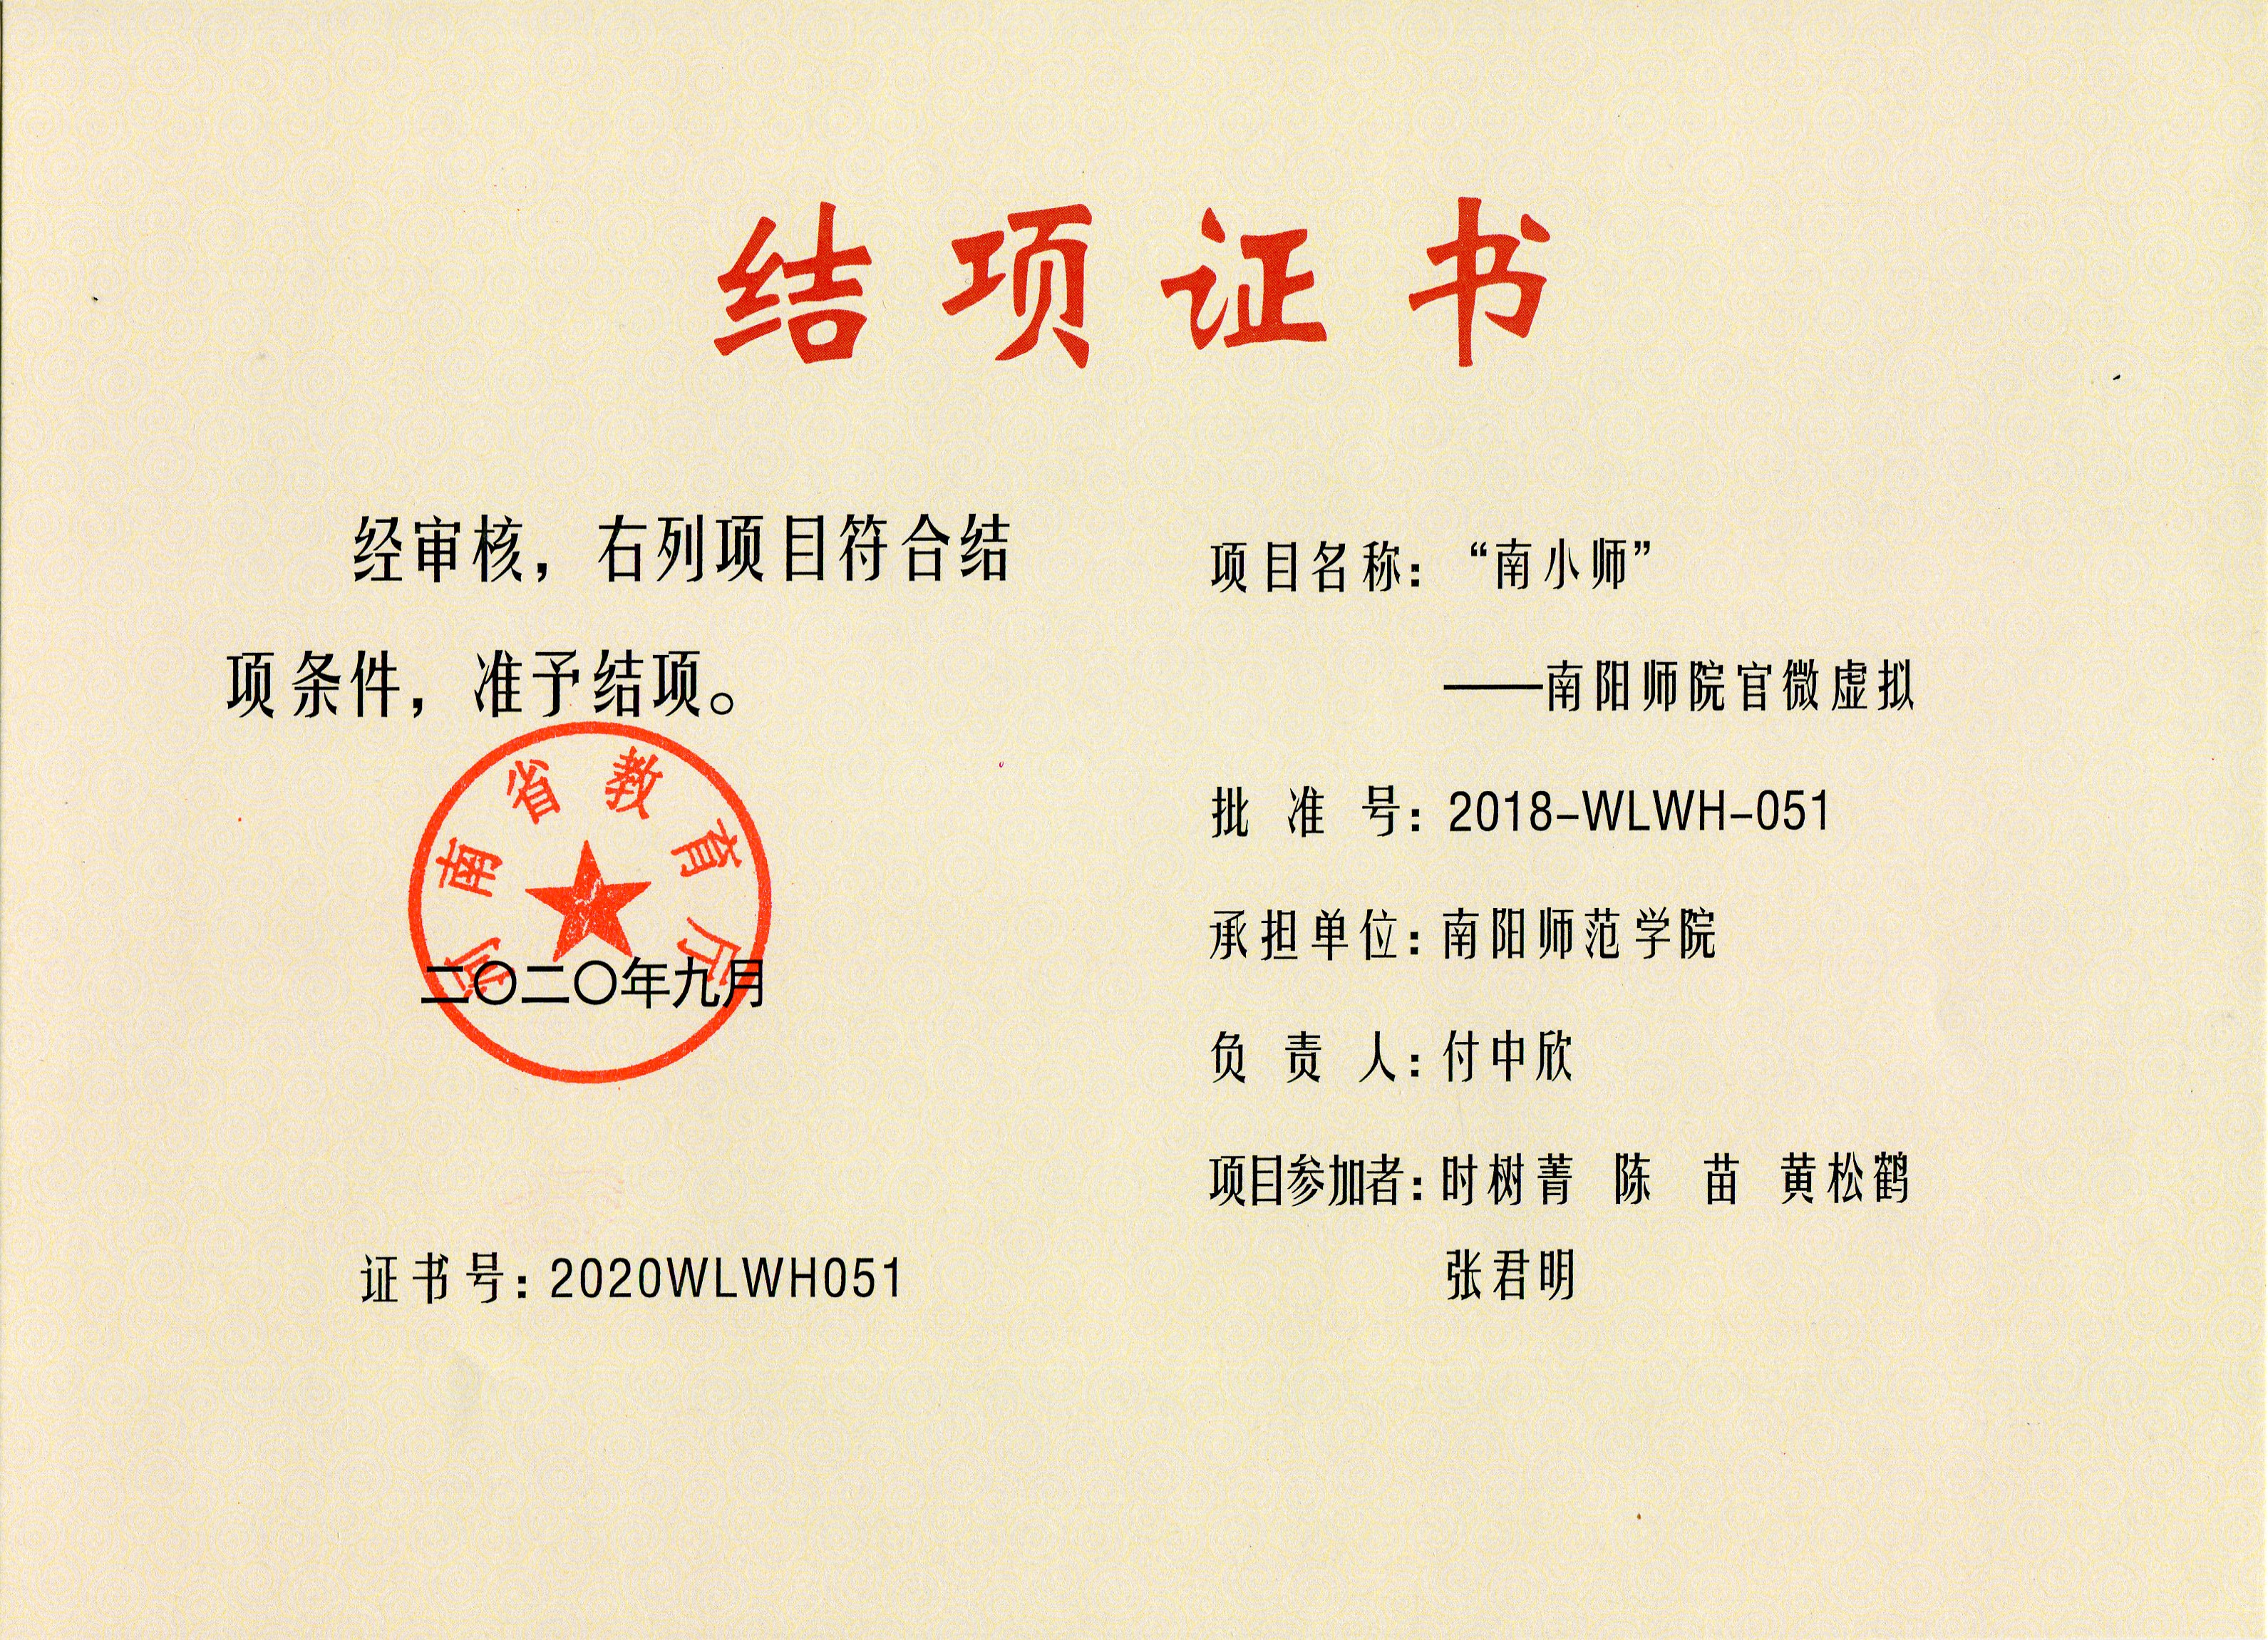 结项证书
经审核，右列项目符合结
项条件，准予结项。
河南省教育厅
二〇二〇年九月
证书号：2020WLWH051
项目名称：“南小师”
——南阳师院官微虚拟
批准号：2018-WLWH-051
承担单位：南阳师范学院
负责人：付中欣
项目参加者：时树菁 陈苗 黄松鹤
张君明